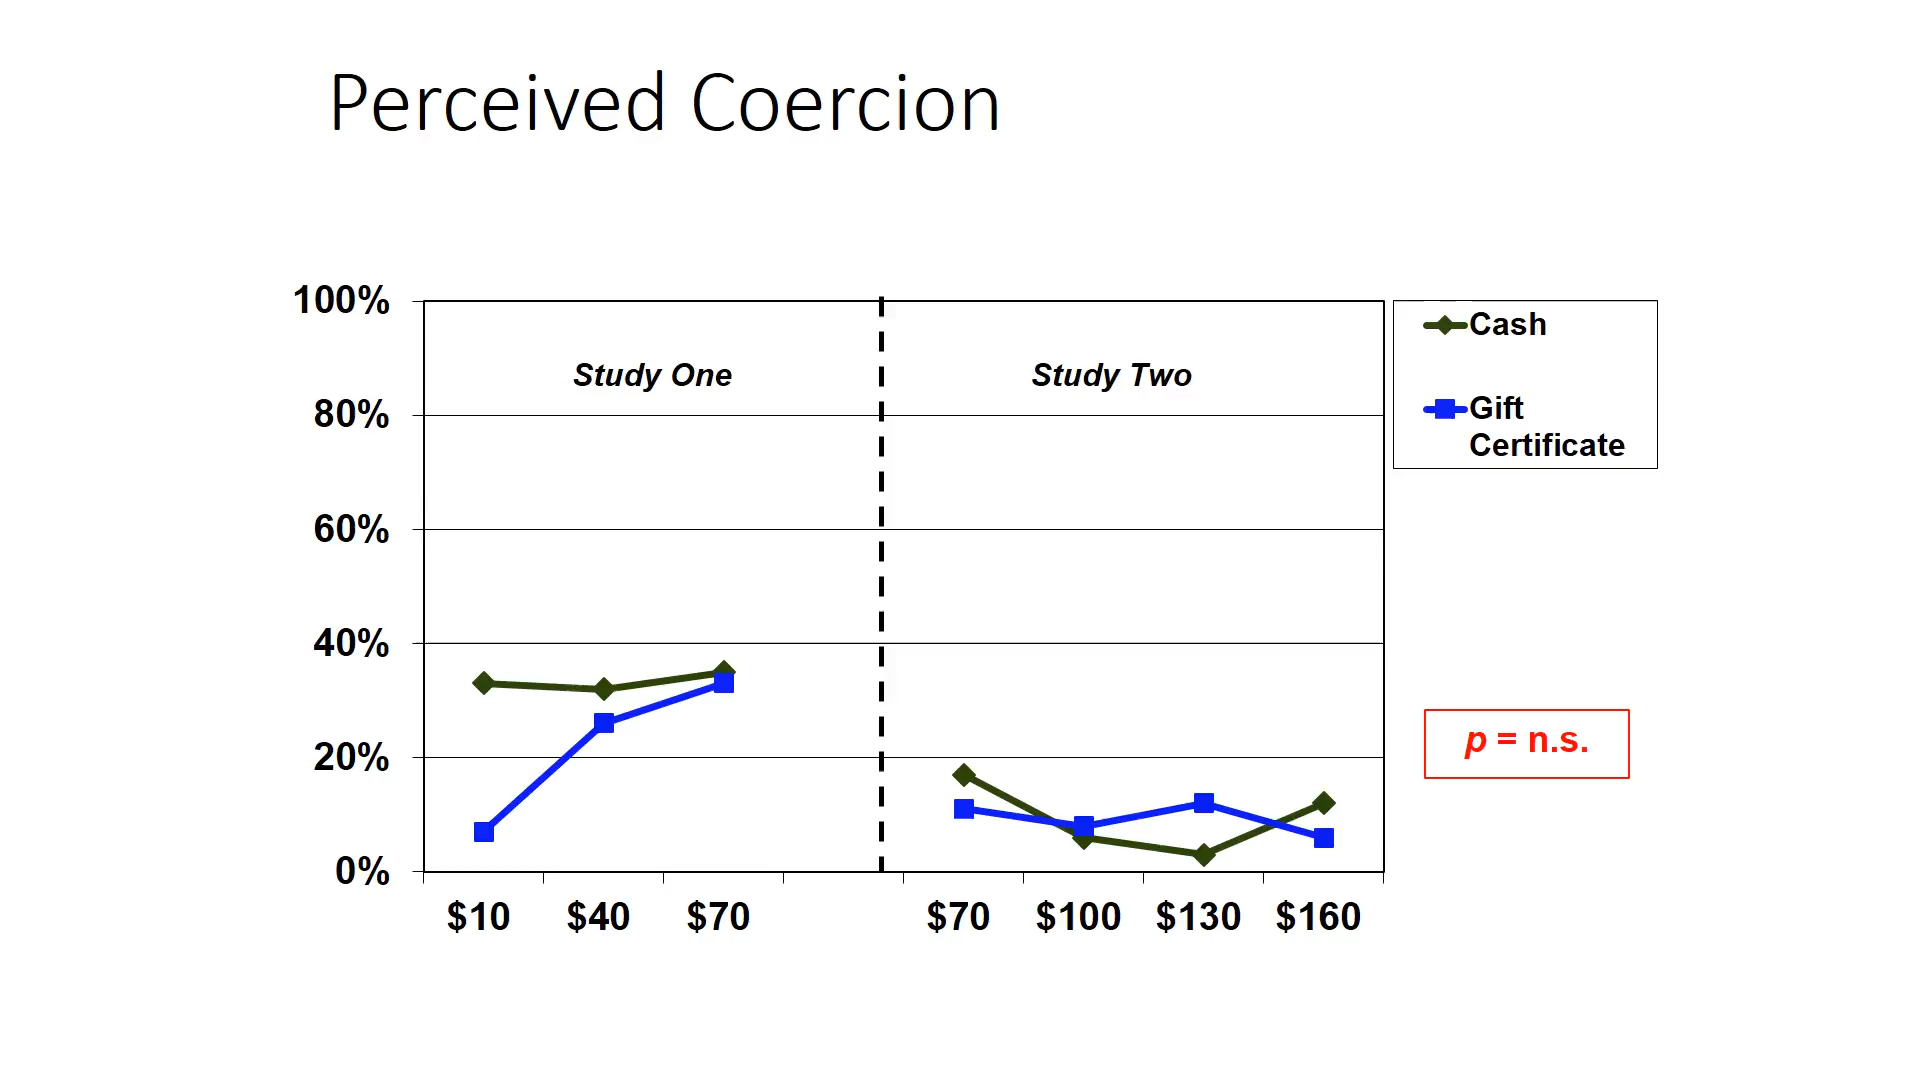 Perceived Coercion
100%
80%
60%
40%
20%
0%
Study One
Study Two
$10 $40 $70 $70 $100 $130 $160
Cash
Gift
Certificate
p = n.s.